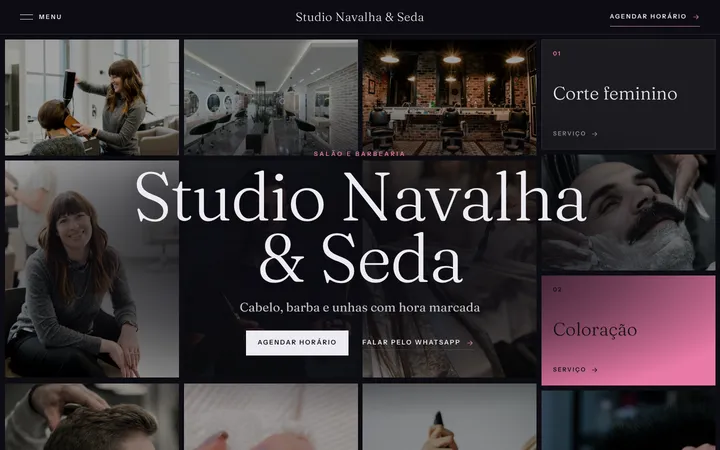 MENU
Studio Navalha & Seda
AGENDAR HORÁRIO →
01
Corte feminino
SERVIÇO →
SALÃO E BARBEARIA
Studio Navalha
& Seda
Cabelo, barba e unhas com hora marcada
AGENDAR HORÁRIO
FALAR PELO WHATSAPP →
02
Coloração
SERVIÇO →